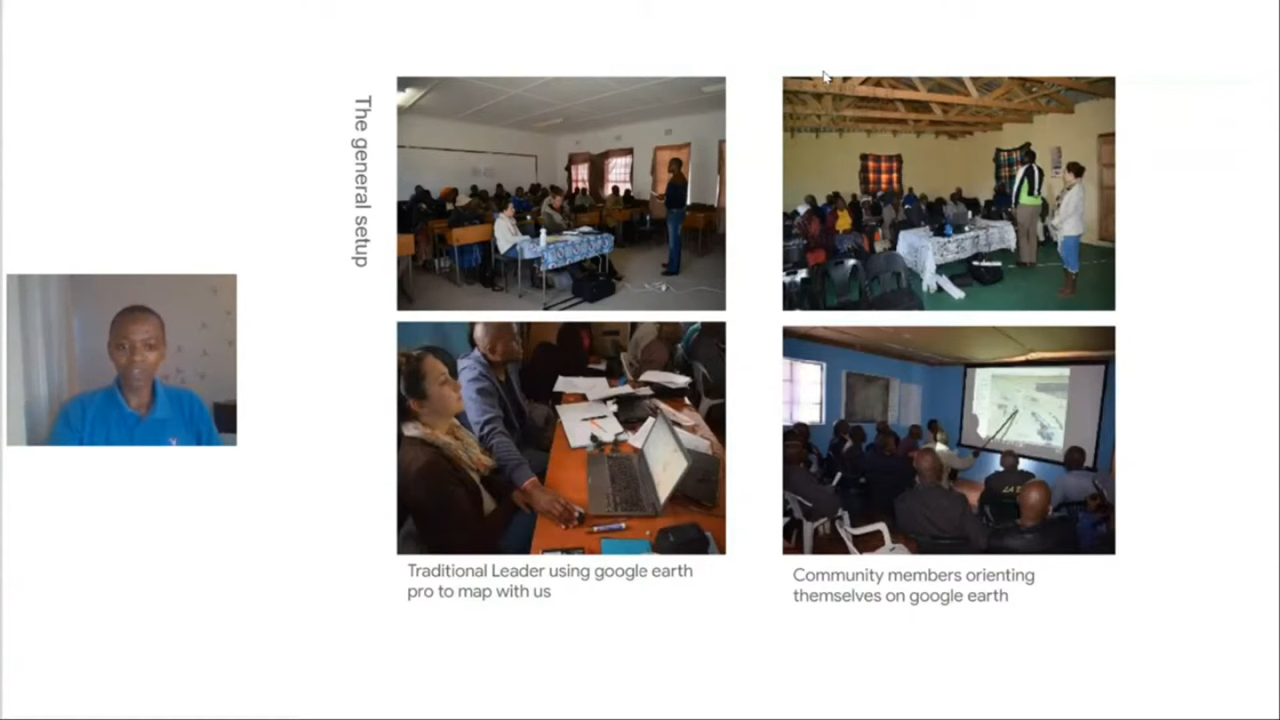 The general setup
Traditional Leader using google earth
pro to map with us
Community members orienting
themselves on google earth